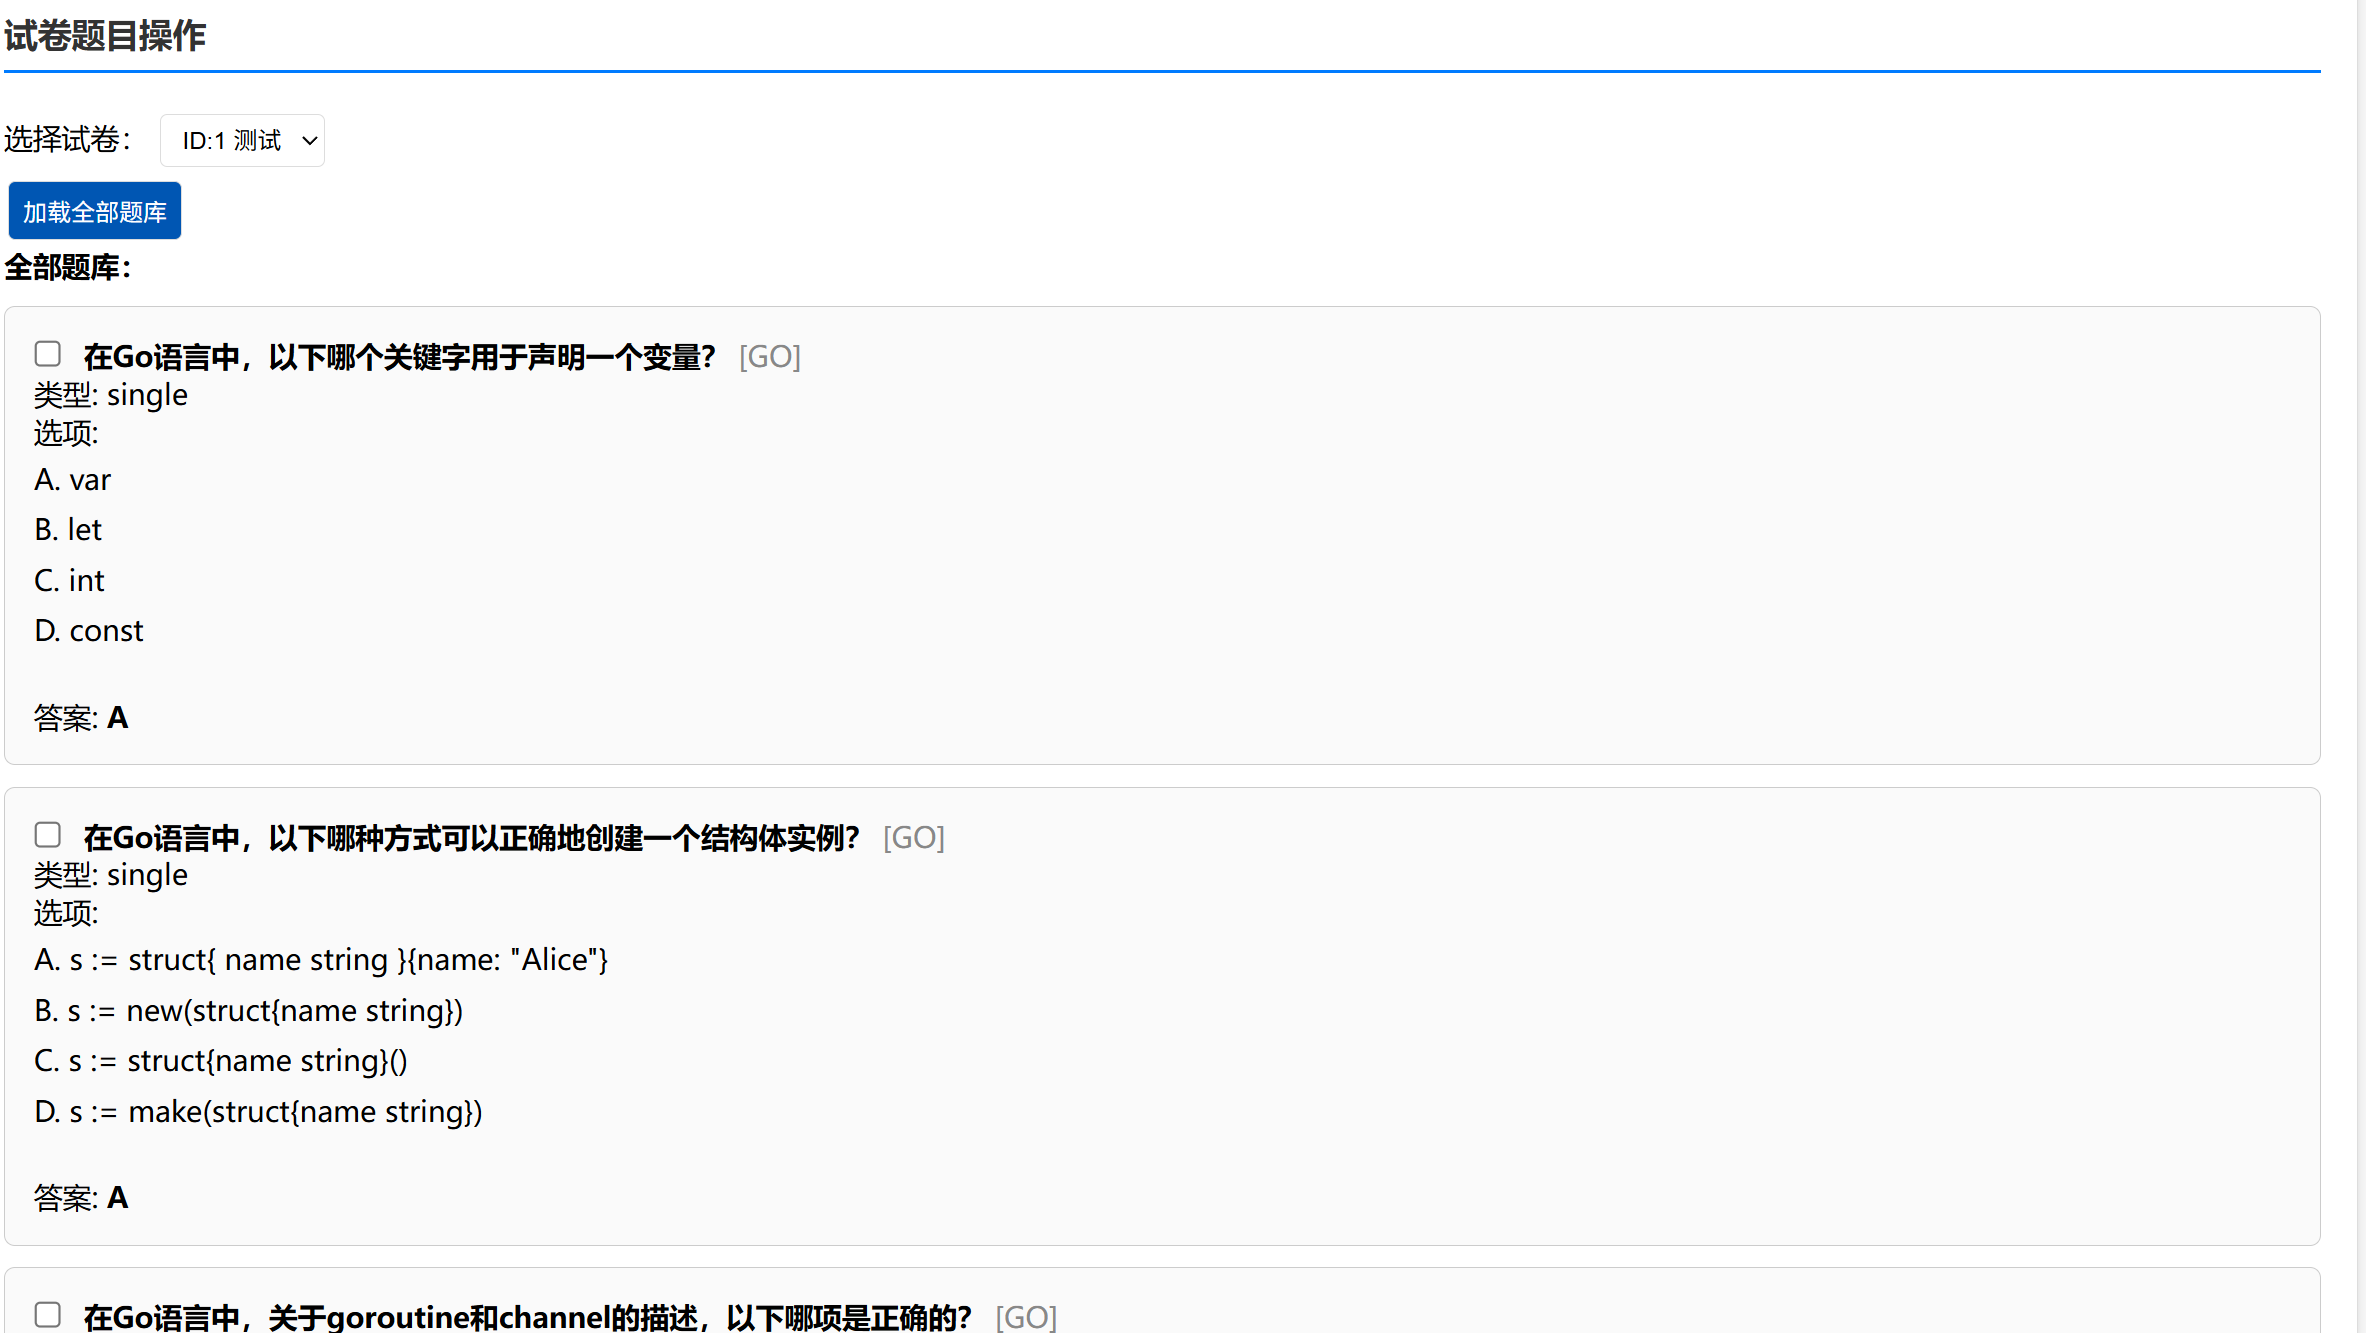 试卷题目操作
选择试卷： ID:1 测试
加载全部题库
全部题库：
在Go语言中，以下哪个关键字用于声明一个变量？ [GO]
类型: single
选项:
A. var
B. let
C. int
D. const
答案: A
在Go语言中，以下哪种方式可以正确地创建一个结构体实例？ [GO]
类型: single
选项:
A. s := struct{ name string }{name: "Alice"}
B. s := new(struct{name string})
C. s := struct{name string}()
D. s := make(struct{name string})
答案: A
在Go语言中，关于goroutine和channel的描述，以下哪项是正确的？ [GO]